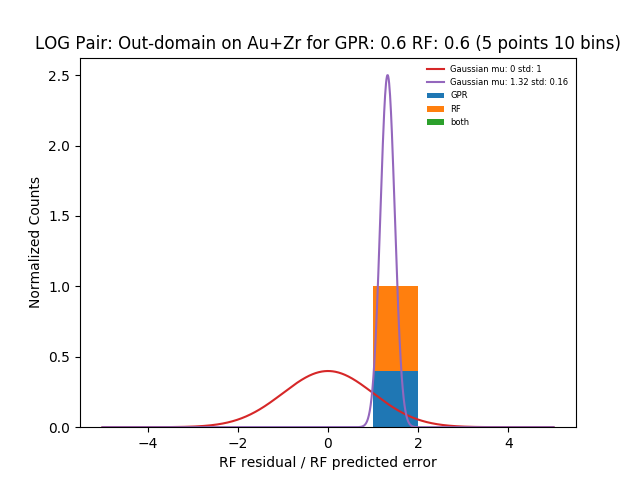 LOG Pair: Out-domain on Au+Zr for GPR: 0.6 RF: 0.6 (5 points 10 bins)
Gaussian mu: 0 std: 1
Gaussian mu: 1.32 std: 0.16
GPR
RF
both
2.5
2.0
1.5
1.0
0.5
0.0
Normalized Counts
−4
−2
0
2
4
RF residual / RF predicted error